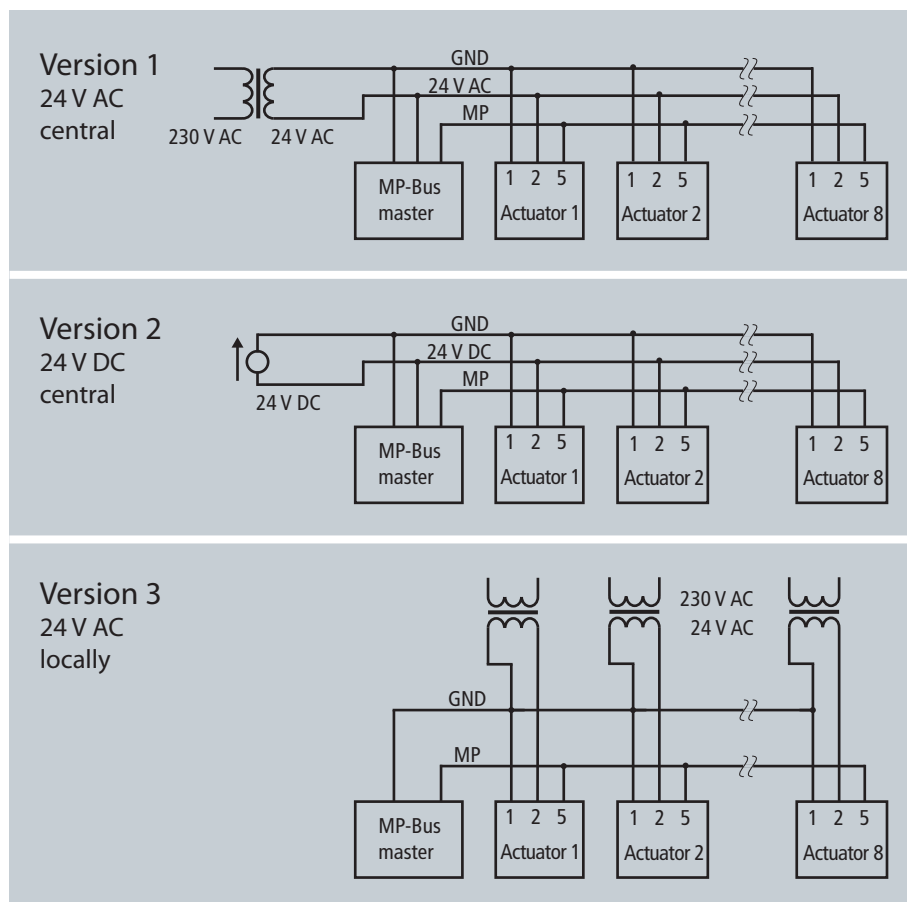 Version 1
24 V AC
central
230 V AC
24 V AC
GND
24 V AC
MP
MP-Bus
master
1 2 5
Actuator 1
1 2 5
Actuator 2
1 2 5
Actuator 8
Version 2
24 V DC
central
24 V DC
GND
24 V DC
MP
MP-Bus
master
1 2 5
Actuator 1
1 2 5
Actuator 2
1 2 5
Actuator 8
Version 3
24 V AC
locally
230 V AC
24 V AC
GND
MP
MP-Bus
master
1 2 5
Actuator 1
1 2 5
Actuator 2
1 2 5
Actuator 8